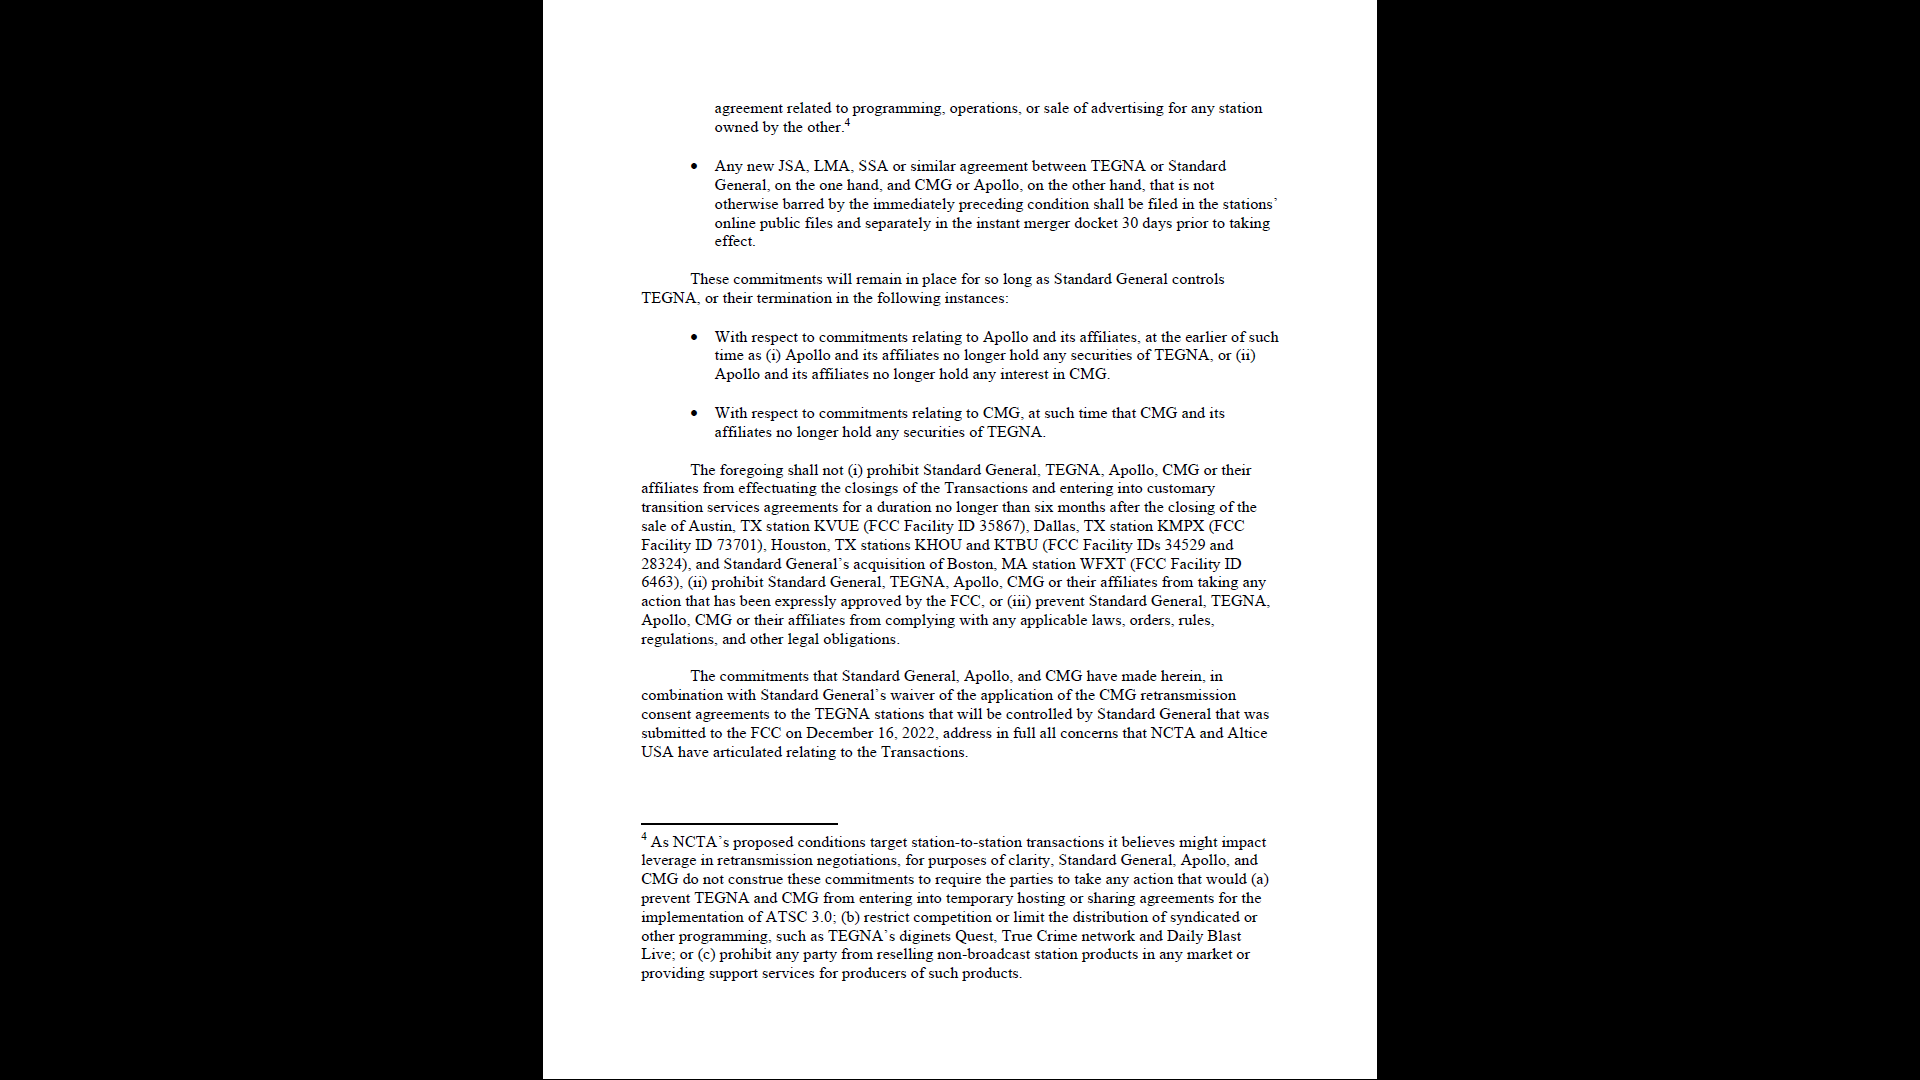 agreement related to programming, operations, or sale of advertising for any station
owned by the other.4
• Any new JSA, LMA, SSA or similar agreement between TEGNA or Standard
General, on the one hand, and CMG or Apollo, on the other hand, that is not
otherwise barred by the immediately preceding condition shall be filed in the stations’
online public files and separately in the instant merger docket 30 days prior to taking
effect.
These commitments will remain in place for so long as Standard General controls
TEGNA, or their termination in the following instances:
• With respect to commitments relating to Apollo and its affiliates, at the earlier of such
time as (i) Apollo and its affiliates no longer hold any securities of TEGNA, or (ii)
Apollo and its affiliates no longer hold any interest in CMG.
• With respect to commitments relating to CMG, at such time that CMG and its
affiliates no longer hold any securities of TEGNA.
The foregoing shall not (i) prohibit Standard General, TEGNA, Apollo, CMG or their
affiliates from effectuating the closings of the Transactions and entering into customary
transition services agreements for a duration no longer than six months after the closing of the
sale of Austin, TX station KVUE (FCC Facility ID 35867), Dallas, TX station KMPX (FCC
Facility ID 73701), Houston, TX stations KHOU and KTBU (FCC Facility IDs 34529 and
28324), and Standard General’s acquisition of Boston, MA station WFXT (FCC Facility ID
6463), (ii) prohibit Standard General, TEGNA, Apollo, CMG or their affiliates from taking any
action that has been expressly approved by the FCC, or (iii) prevent Standard General, TEGNA,
Apollo, CMG or their affiliates from complying with any applicable laws, orders, rules,
regulations, and other legal obligations.
The commitments that Standard General, Apollo, and CMG have made herein, in
combination with Standard General’s waiver of the application of the CMG retransmission
consent agreements to the TEGNA stations that will be controlled by Standard General that was
submitted to the FCC on December 16, 2022, address in full all concerns that NCTA and Altice
USA have articulated relating to the Transactions.
4 As NCTA’s proposed conditions target station-to-station transactions it believes might impact
leverage in retransmission negotiations, for purposes of clarity, Standard General, Apollo, and
CMG do not construe these commitments to require the parties to take any action that would (a)
prevent TEGNA and CMG from entering into temporary hosting or sharing agreements for the
implementation of ATSC 3.0; (b) restrict competition or limit the distribution of syndicated or
other programming, such as TEGNA’s diginets Quest, True Crime network and Daily Blast
Live; or (c) prohibit any party from reselling non-broadcast station products in any market or
providing support services for producers of such products.